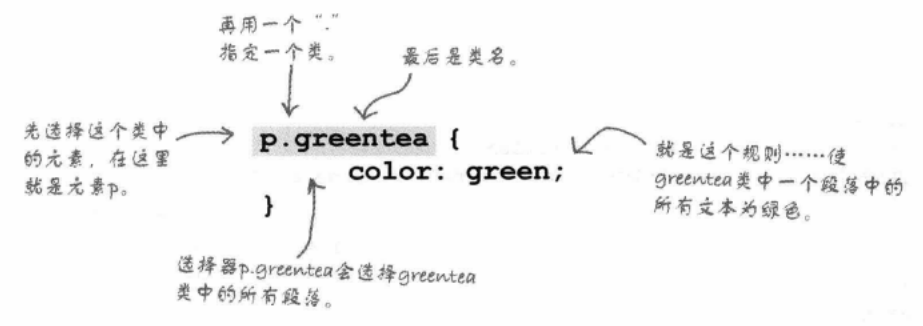 再用一个“.”
指定一个类。
最后是类名。
先选择这个类中
的元素，在这里
就是元素p。
p.greentea {
color: green;
}
就是这个规则……使
greentea类中一个段落中的
所有文本为绿色。
选择器p.greentea会选择greentea
类中的所有段落。